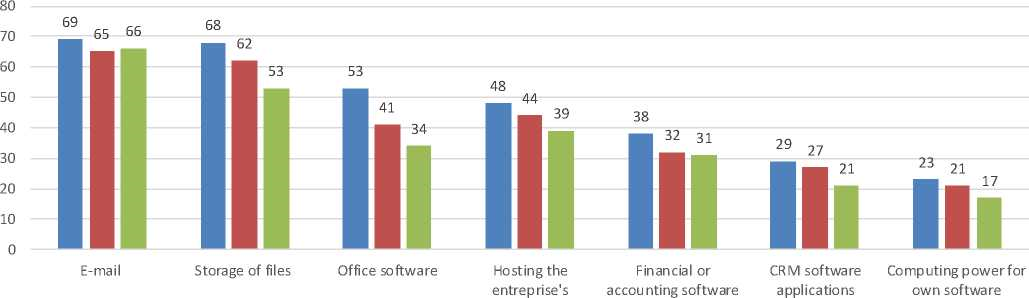 80
70
60
50
40
30
20
10
0
69 65 66
68 62 53
53 41 34
48 44 39
38 32 31
29 27 21
23 21 17
E-mail
Storage of files
Office software
Hosting the
entreprise's
Financial or
accounting software
CRM software
applications
Computing power for
own software